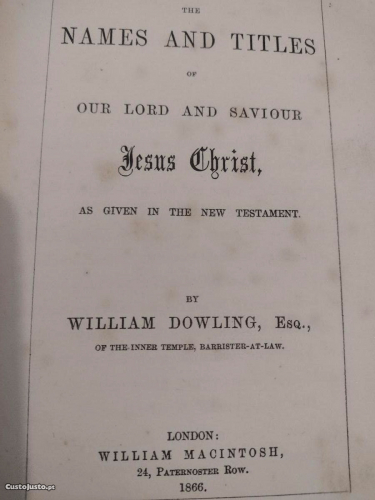 THE
NAMES AND TITLES
OF
OUR LORD AND SAVIOUR
Jesus Christ,
AS GIVEN IN THE NEW TESTAMENT.
BY
WILLIAM DOWLING, Esq.,
OF THE INNER TEMPLE, BARRISTER-AT-LAW.
LONDON:
WILLIAM MACINTOSH,
24, Paternoster Row.
1866.
CustoJusto.pt